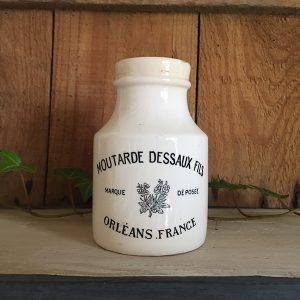 MOUTARDE DESSAUX FILS
MARQUE DÉPOSÉE
ORLÉANS.FRANCE